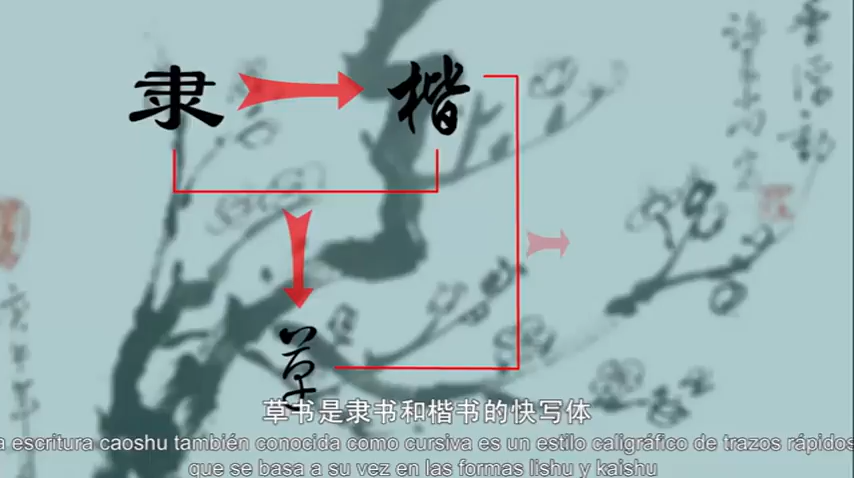 隶
楷
草
草书是隶书和楷书的快写体
a escritura caoshu también conocida como cursiva es un estilo caligráfico de trazos rápidos
que se basa a su vez en las formas lishu y kaishu